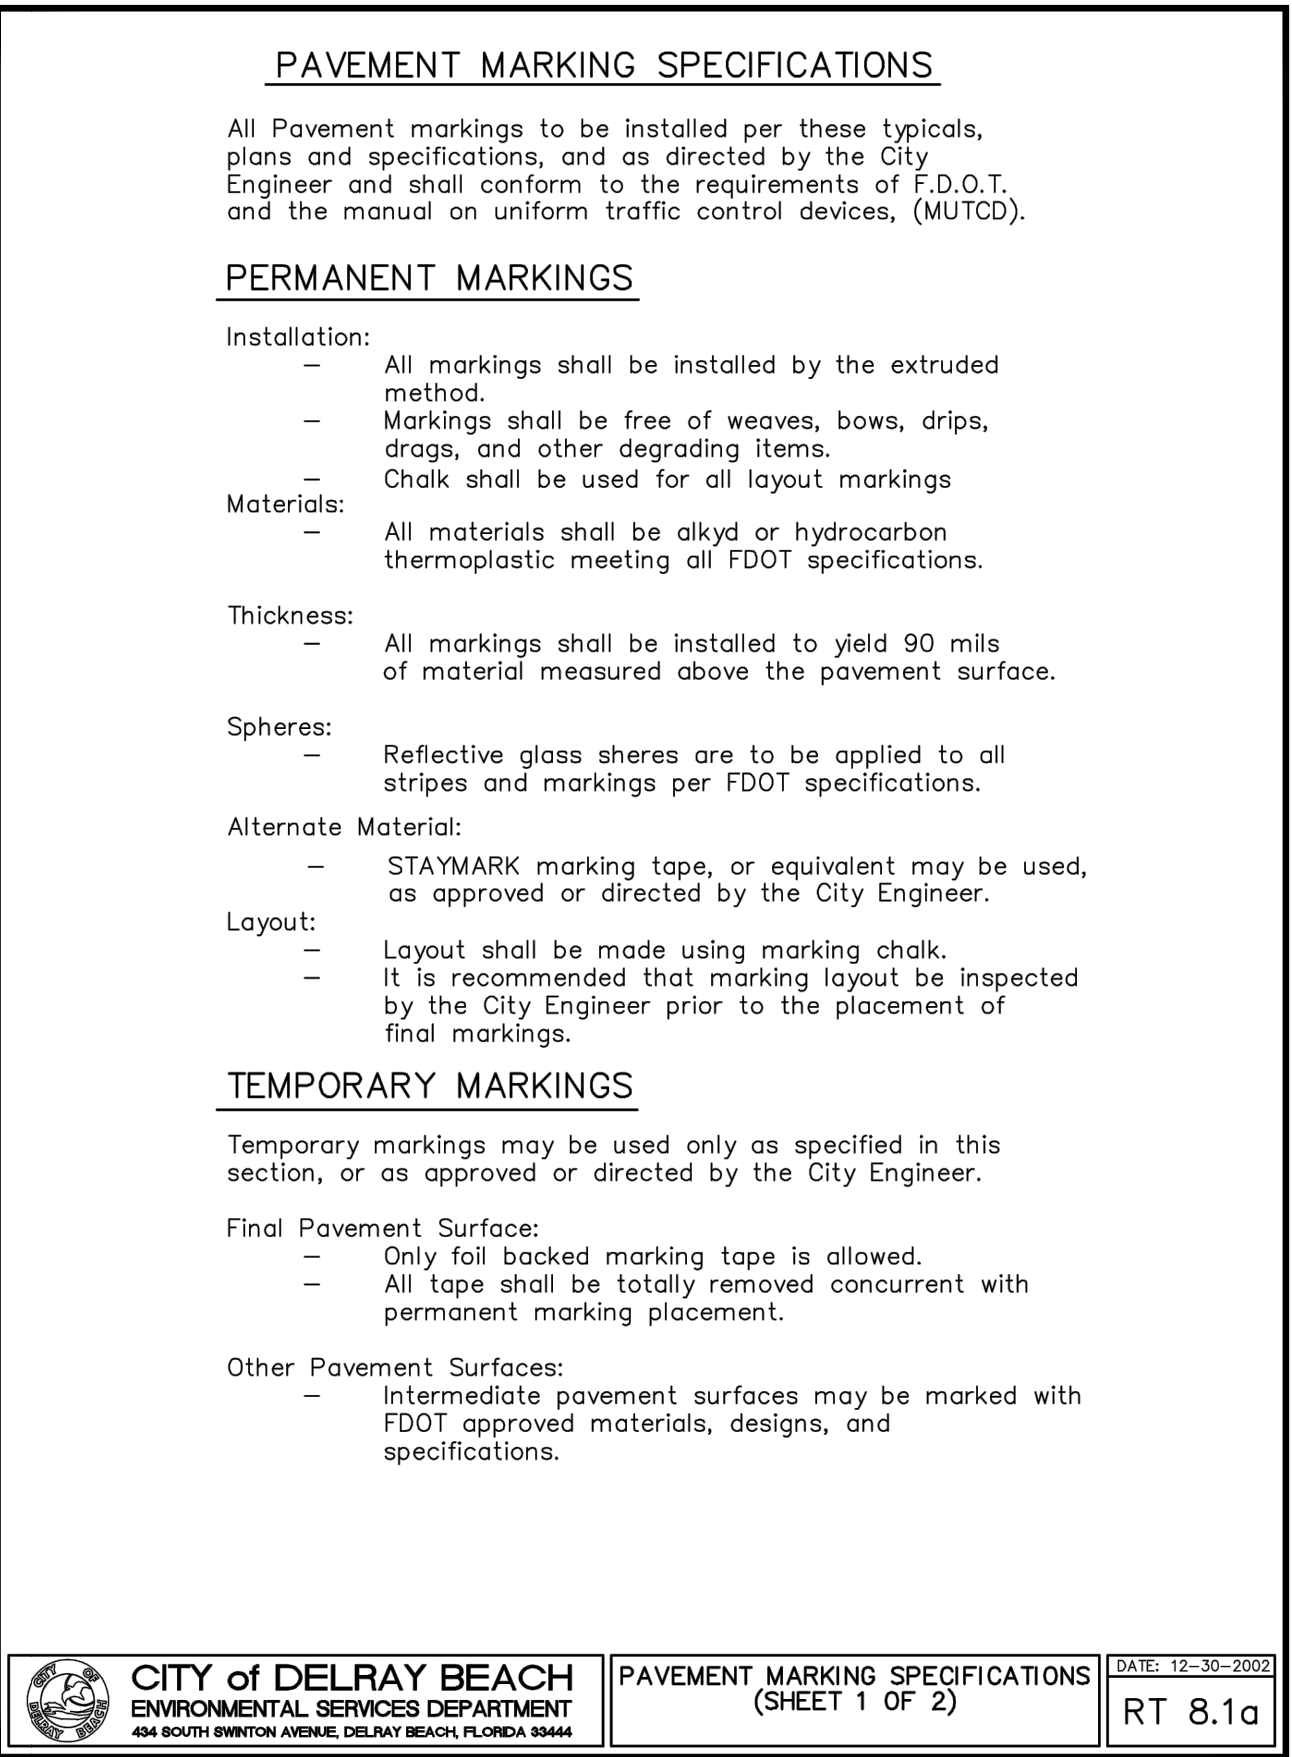 PAVEMENT MARKING SPECIFICATIONS
All Pavement markings to be installed per these typicals,
plans and specifications, and as directed by the City
Engineer and shall conform to the requirements of F.D.O.T.
and the manual on uniform traffic control devices, (MUTCD).
PERMANENT MARKINGS
Installation:
– All markings shall be installed by the extruded
method.
– Markings shall be free of weaves, bows, drips,
drags, and other degrading items.
– Chalk shall be used for all layout markings
Materials:
– All materials shall be alkyd or hydrocarbon
thermoplastic meeting all FDOT specifications.
Thickness:
– All markings shall be installed to yield 90 mils
of material measured above the pavement surface.
Spheres:
– Reflective glass sheres are to be applied to all
stripes and markings per FDOT specifications.
Alternate Material:
– STAYMARK marking tape, or equivalent may be used,
as approved or directed by the City Engineer.
Layout:
– Layout shall be made using marking chalk.
– It is recommended that marking layout be inspected
by the City Engineer prior to the placement of
final markings.
TEMPORARY MARKINGS
Temporary markings may be used only as specified in this
section, or as approved or directed by the City Engineer.
Final Pavement Surface:
– Only foil backed marking tape is allowed.
– All tape shall be totally removed concurrent with
permanent marking placement.
Other Pavement Surfaces:
– Intermediate pavement surfaces may be marked with
FDOT approved materials, designs, and
specifications.
CITY OF DELRAY BEACH
CITY of DELRAY BEACH
ENVIRONMENTAL SERVICES DEPARTMENT
434 SOUTH SWINTON AVENUE, DELRAY BEACH, FLORIDA 33444
PAVEMENT MARKING SPECIFICATIONS
(SHEET 1 OF 2)
DATE: 12-30-2002
RT 8.1a